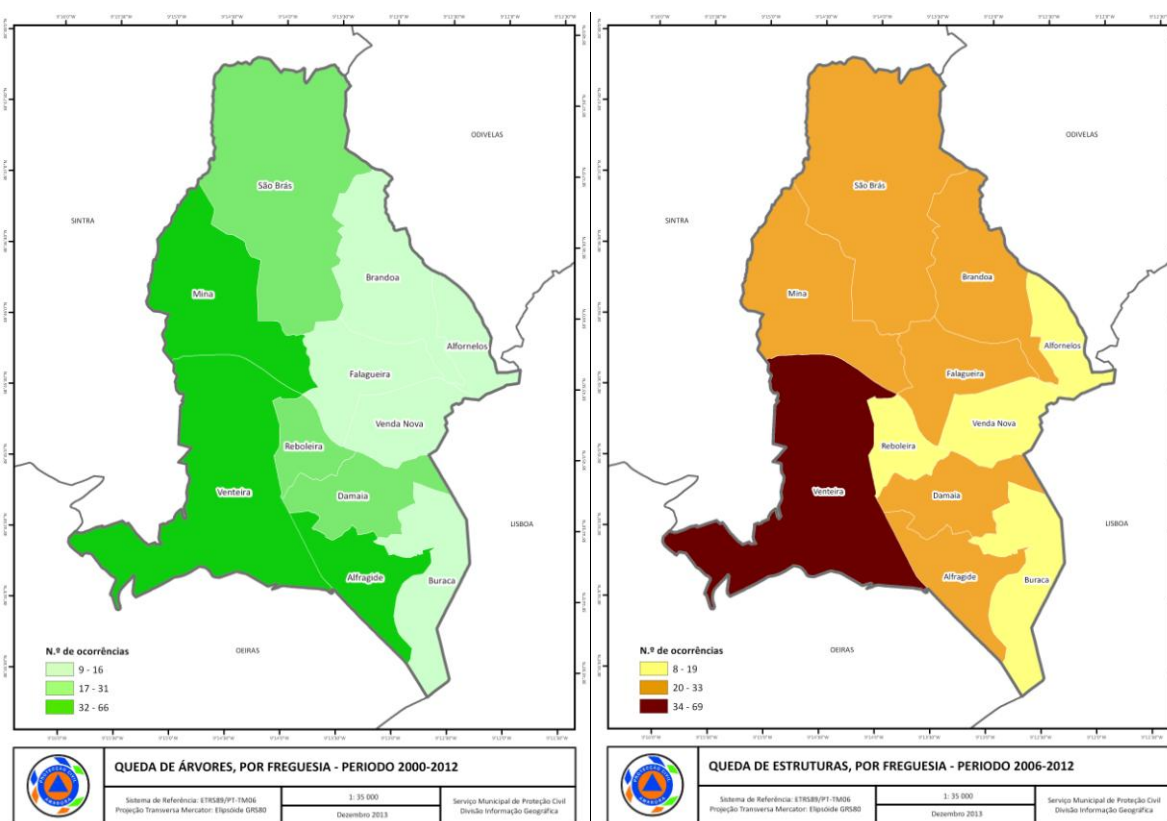 ODIVELAS
SINTRA
São Brás
Mina
Brandoa
Alfornelos
Falagueira
Venda Nova
Reboleira
Venteira
Damaia
LISBOA
Alfragide
Buraca
OEIRAS
N.º de ocorrências
9 - 16
17 - 31
32 - 66
QUEDA DE ÁRVORES, POR FREGUESIA - PERIODO 2000-2012
Sistema de Referência: ETRS89/PT-TM06
Projeção Transversa Mercator: Elipsóide GRS80
1: 35 000
Dezembro 2013
Serviço Municipal de Proteção Civil
Divisão Informação Geográfica
ODIVELAS
SINTRA
São Brás
Mina
Brandoa
Alfornelos
Falagueira
Venda Nova
Reboleira
Venteira
Damaia
LISBOA
Alfragide
Buraca
OEIRAS
N.º de ocorrências
8 - 19
20 - 33
34 - 69
QUEDA DE ESTRUTURAS, POR FREGUESIA - PERIODO 2006-2012
Sistema de Referência: ETRS89/PT-TM06
Projeção Transversa Mercator: Elipsóide GRS80
1: 35 000
Dezembro 2013
Serviço Municipal de Proteção Civil
Divisão Informação Geográfica